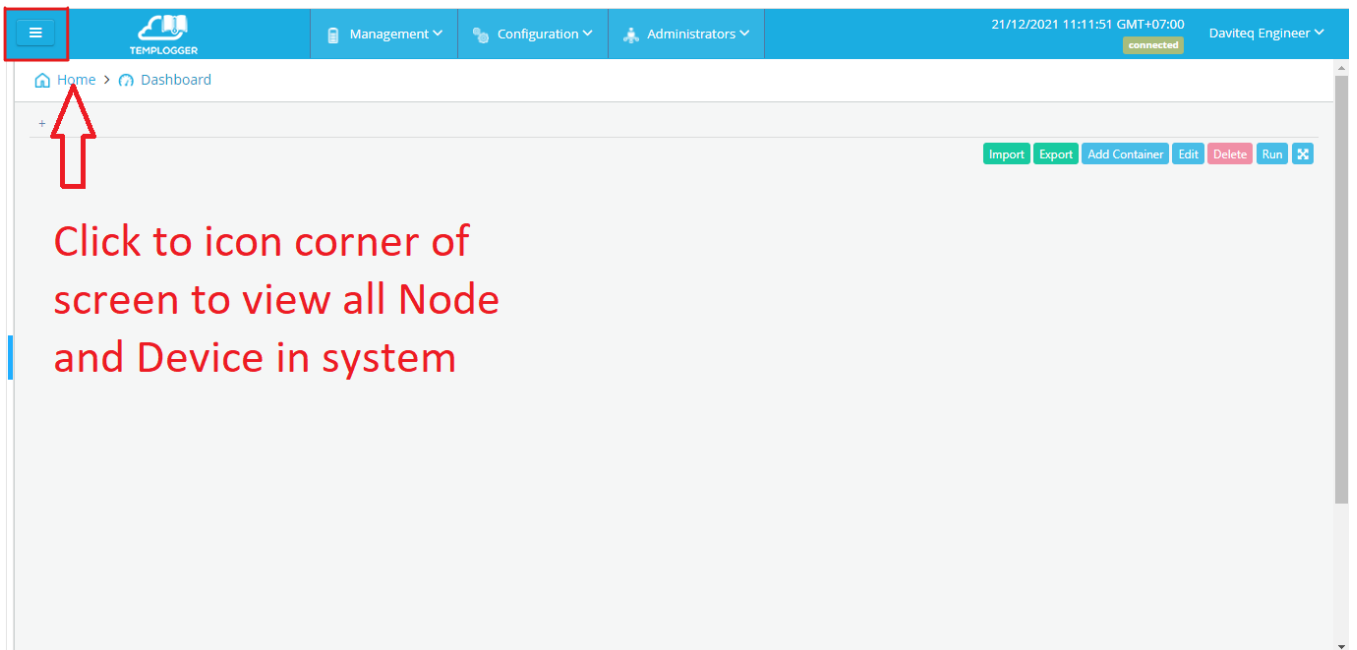 TEMPLOGGER
Management
Configuration
Administrators
21/12/2021 11:11:51 GMT+07:00
connected
Daviteq Engineer
Home > Dashboard
+
Import Export Add Container Edit Delete Run
Click to icon corner of
screen to view all Node
and Device in system